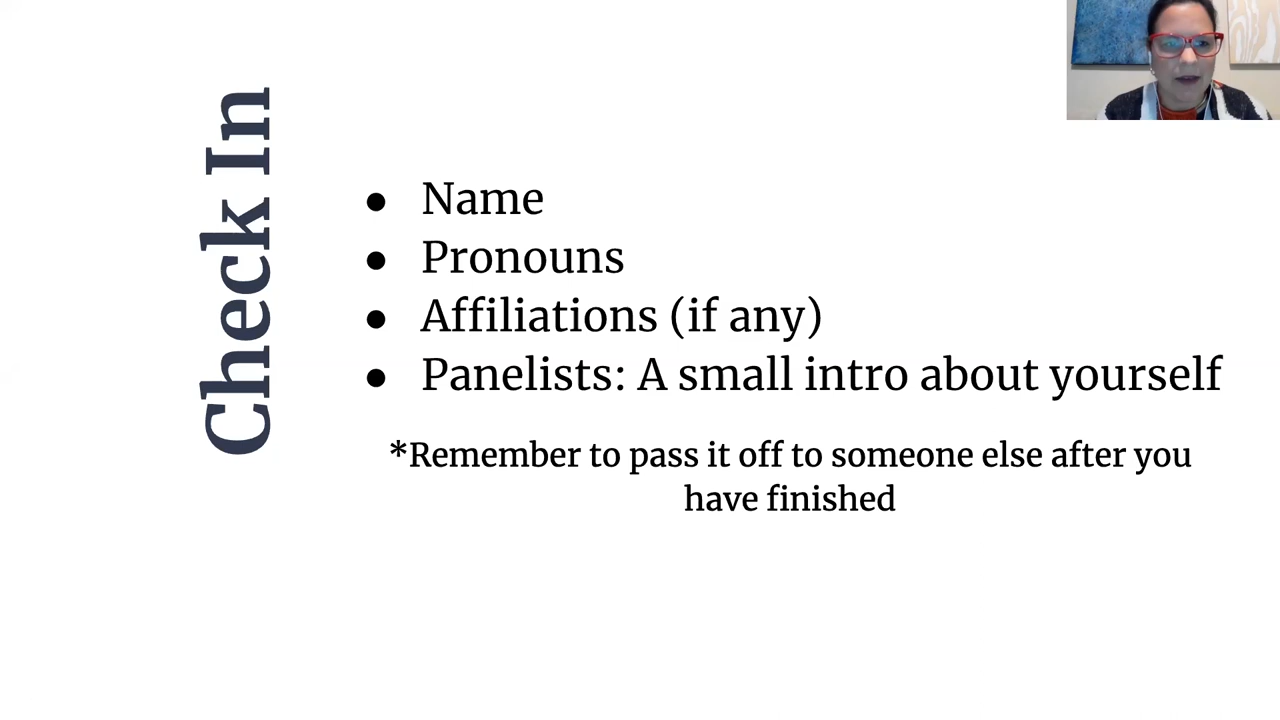 Check In
● Name
● Pronouns
● Affiliations (if any)
● Panelists: A small intro about yourself
*Remember to pass it off to someone else after you
have finished